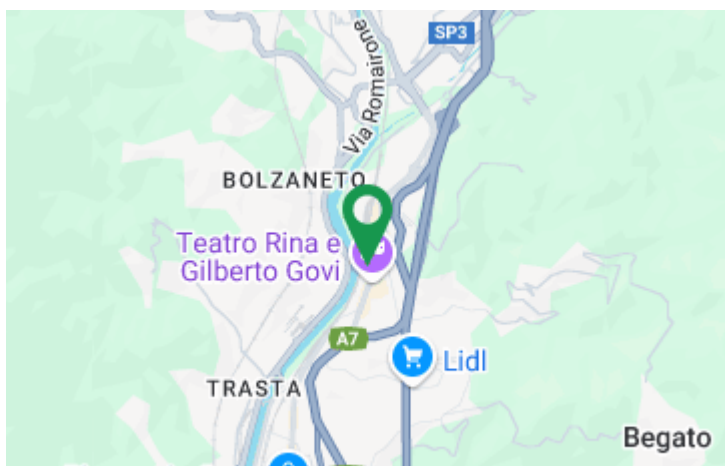 SP3
Via Romairone
BOLZANETO
Teatro Rina e
Gilberto Govi
A7
Lidl
TRASTA
Begato